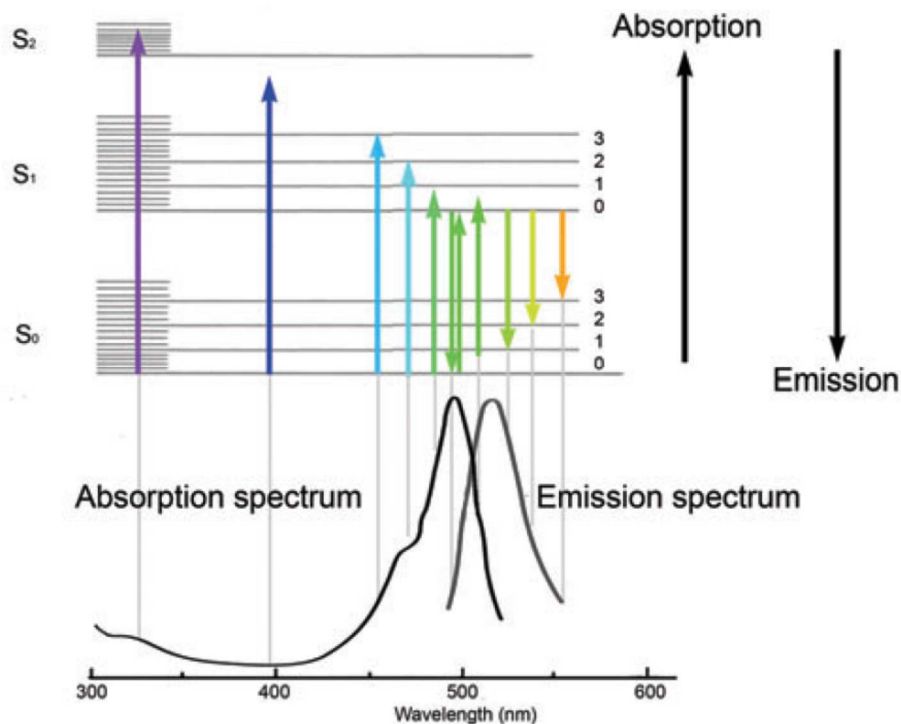 Absorption
S₂
S₁
3
2
1
0
S₀
3
2
1
0
Emission
Absorption spectrum
Emission spectrum
300
400
500
600
Wavelength (nm)